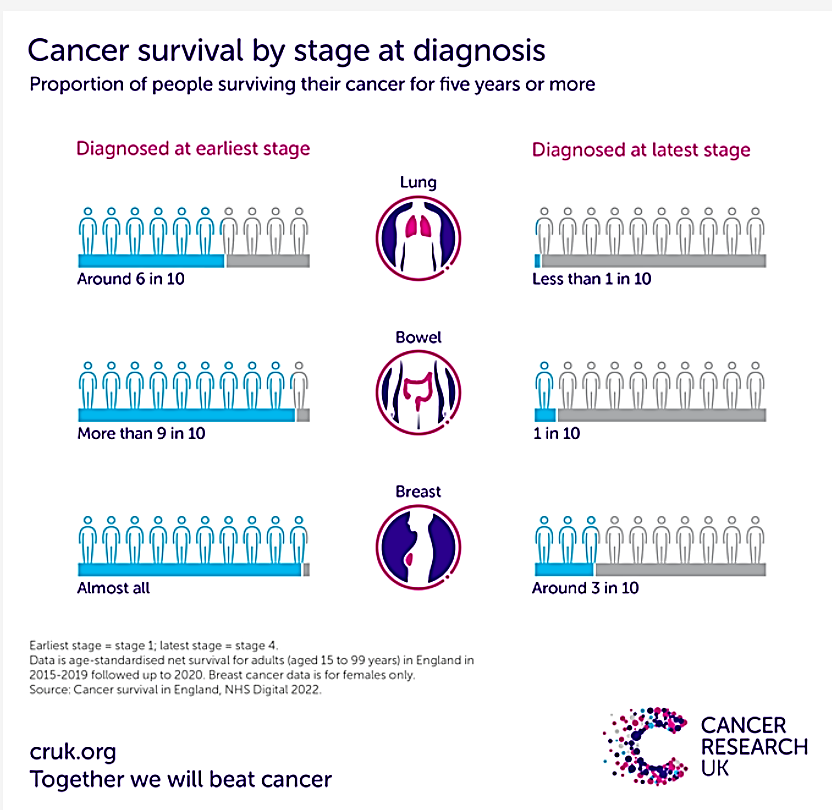 Cancer survival by stage at diagnosis
Proportion of people surviving their cancer for five years or more
Diagnosed at earliest stage
Diagnosed at latest stage
Lung
Around 6 in 10
Less than 1 in 10
Bowel
More than 9 in 10
1 in 10
Breast
Almost all
Around 3 in 10
Earliest stage = stage 1; latest stage = stage 4.
Data is age-standardised net survival for adults (aged 15 to 99 years) in England in
2015-2019 followed up to 2020. Breast cancer data is for females only.
Source: Cancer survival in England, NHS Digital 2022.
cruk.org
Together we will beat cancer
CANCER
RESEARCH
UK